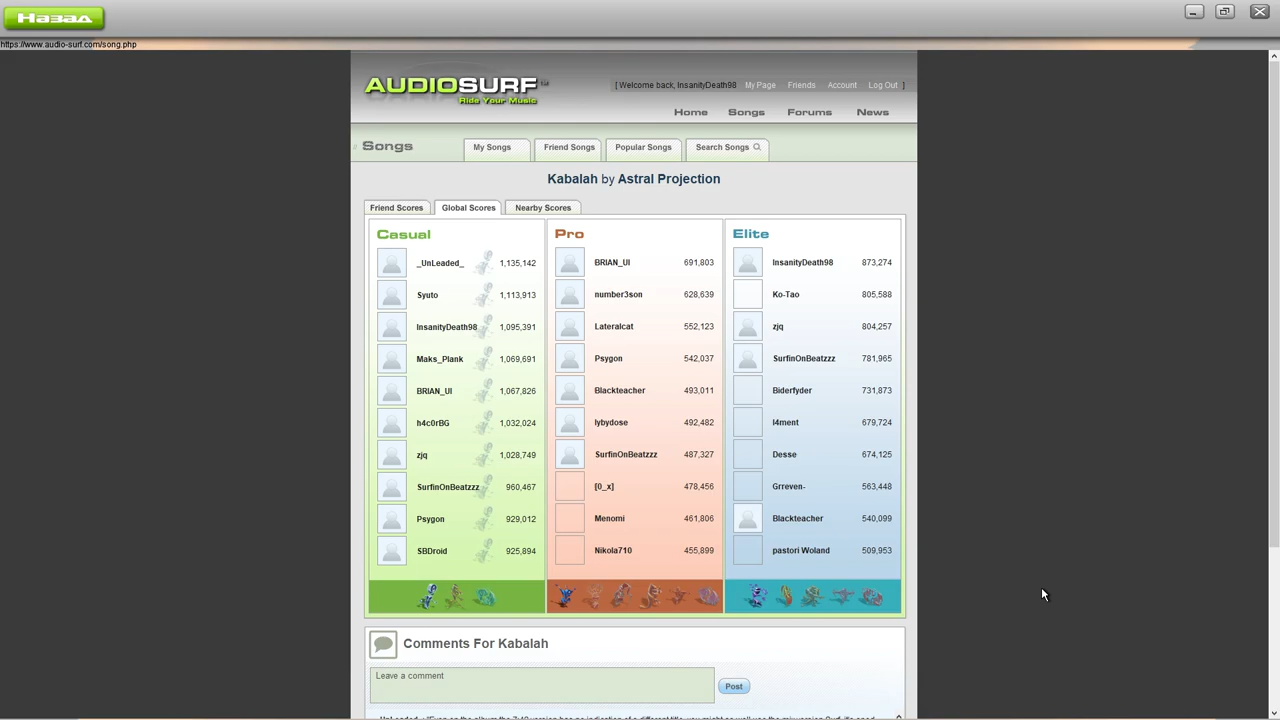 Назад
https://www.audio-surf.com/song.php
AUDIOSURF™
Ride Your Music
[ Welcome back, InsanityDeath98 My Page Friends Account Log Out ]
Home Songs Forums News
// Songs
My Songs Friend Songs Popular Songs Search Songs
Kabalah by Astral Projection
Friend Scores Global Scores Nearby Scores
Casual
_UnLeaded_ 1,135,142
Syuto 1,113,913
InsanityDeath98 1,095,391
Maks_Plank 1,069,691
BRIAN_UI 1,067,826
h4c0rBG 1,032,024
zjq 1,028,749
SurfinOnBeatzzz 960,467
Psygon 929,012
SBDroid 925,894
Pro
BRIAN_UI 691,803
number3son 628,639
Lateralcat 552,123
Psygon 542,037
Blackteacher 493,011
lybydose 492,482
SurfinOnBeatzzz 487,327
[0_x] 478,456
Menomi 461,806
Nikola710 455,899
Elite
InsanityDeath98 873,274
Ko-Tao 805,588
zjq 804,257
SurfinOnBeatzzz 781,965
Biderfyder 731,873
l4ment 679,724
Desse 674,125
Grreven- 563,448
Blackteacher 540,099
pastori Woland 509,953
Comments For Kabalah
Leave a comment
Post